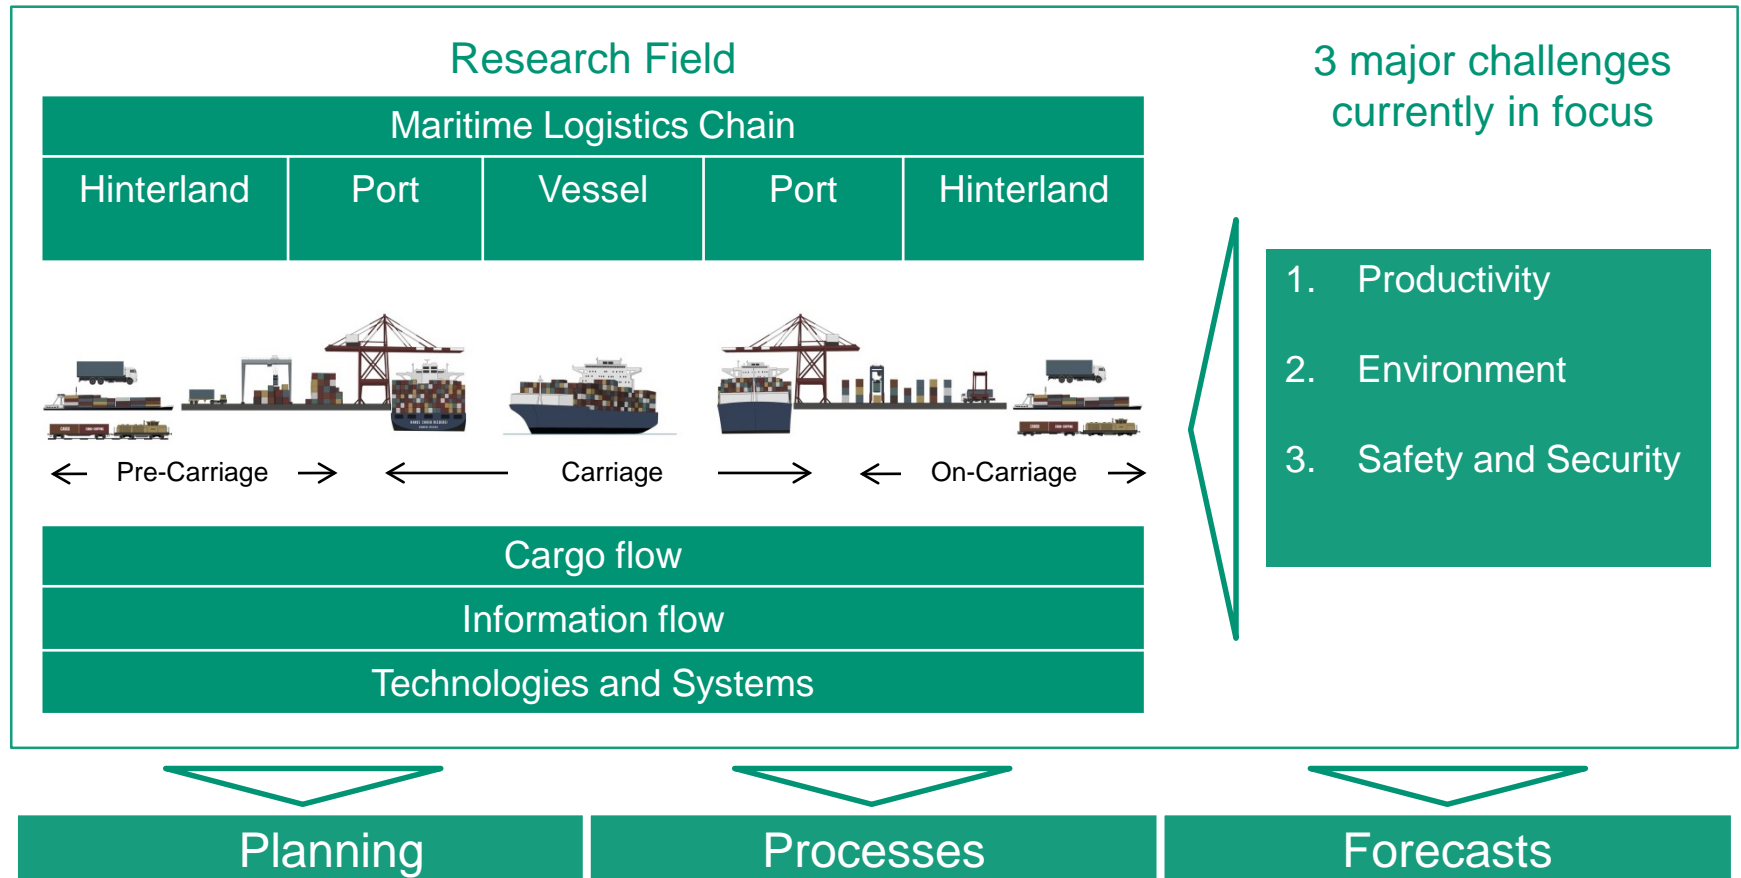 Research Field
3 major challenges
currently in focus
Maritime Logistics Chain
Hinterland Port Vessel Port Hinterland
1. Productivity
2. Environment
3. Safety and Security
Pre-Carriage Carriage On-Carriage
Cargo flow
Information flow
Technologies and Systems
Planning Processes Forecasts